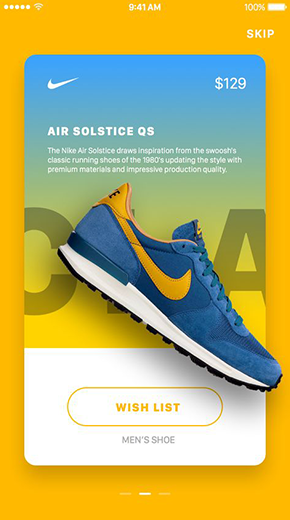 9:41 AM
100%
SKIP
$129
AIR SOLSTICE QS
The Nike Air Solstice draws inspiration from the swoosh's
classic running shoes of the 1980's updating the style with
premium materials and impressive production quality.
WISH LIST
MEN'S SHOE